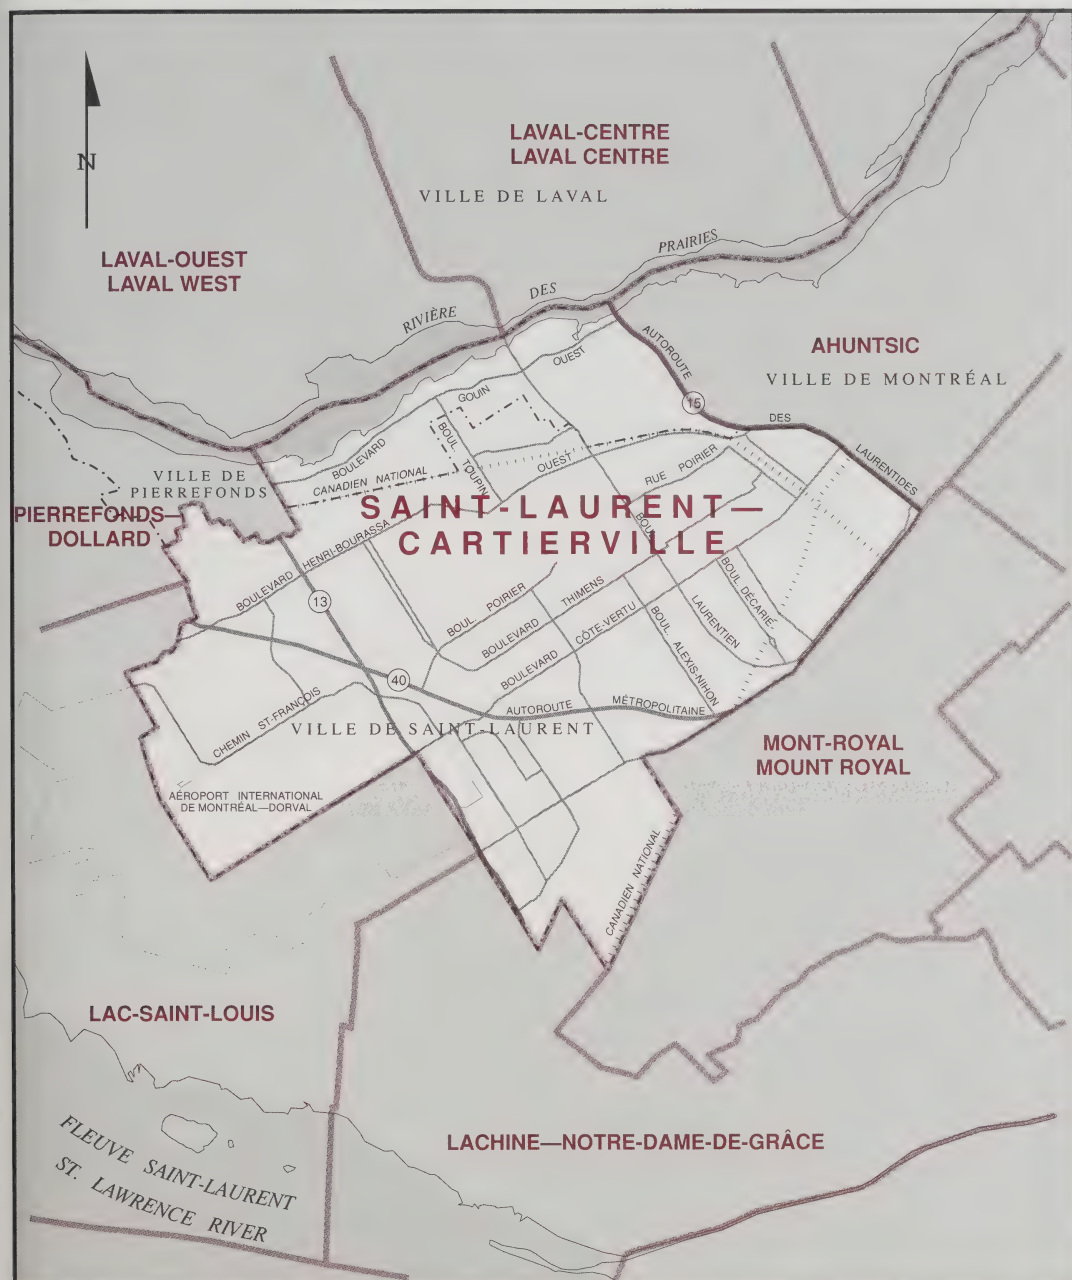 N
LAVAL-CENTRE
LAVAL CENTRE
VILLE DE LAVAL
PRAIRIES
LAVAL-OUEST
LAVAL WEST
DES
RIVIÈRE
AUTOROUTE
AHUNTSIC
OUEST
VILLE DE MONTRÉAL
GOUIN
15
DES
BOULEVARD
BOUL. TOUPIN
LAURENTIDES
VILLE DE
PIERREFONDS
CANADIEN NATIONAL
OUEST
RUE POIRIER
PIERREFONDS—
DOLLARD
SAINT-LAURENT—
CARTIERVILLE
BOUL.
HENRI-BOURASSA
BOULEVARD
13
BOUL. POIRIER
THIMENS
BOULEVARD
BOUL. DÉCARIE
LAURENTIEN
CÔTE-VERTU
BOULEVARD
BOUL. ALEXIS-NIHON
40
CHEMIN ST-FRANÇOIS
AUTOROUTE
MÉTROPOLITAINE
VILLE DE SAINT-LAURENT
MONT-ROYAL
MOUNT ROYAL
AÉROPORT INTERNATIONAL
DE MONTRÉAL—DORVAL
CANADIEN NATIONAL
LAC-SAINT-LOUIS
LACHINE—NOTRE-DAME-DE-GRÂCE
FLEUVE SAINT-LAURENT
ST. LAWRENCE RIVER